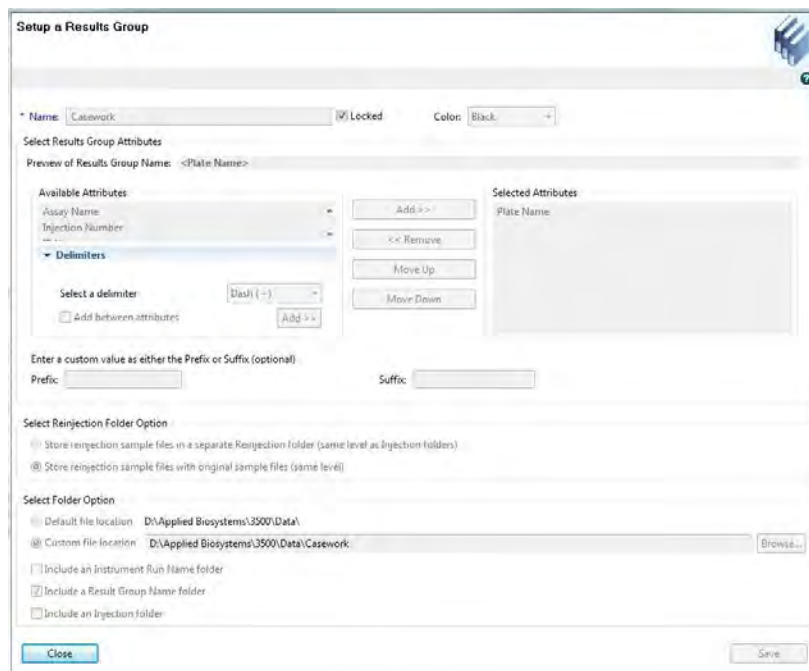 Setup a Results Group
?
* Name: Casework Locked Color: Black
Select Results Group Attributes
Preview of Results Group Name: <Plate Name>
Available Attributes
Assay Name
Injection Number
Delimiters
Select a delimiter Dash (-)
Add between attributes Add >>
Add >>
<< Remove
Move Up
Move Down
Selected Attributes
Plate Name
Enter a custom value as either the Prefix or Suffix (optional)
Prefix: Suffix:
Select Reinjection Folder Option
Store reinjection sample files in a separate Reinjection folder (same level as Injection folders)
Store reinjection sample files with original sample files (same level)
Select Folder Option
Default file location D:\Applied Biosystems\3500\Data\
Custom file location D:\Applied Biosystems\3500\Data\Casework Browse...
Include an Instrument Run Name folder
Include a Result Group Name folder
Include an Injection folder
Close Save